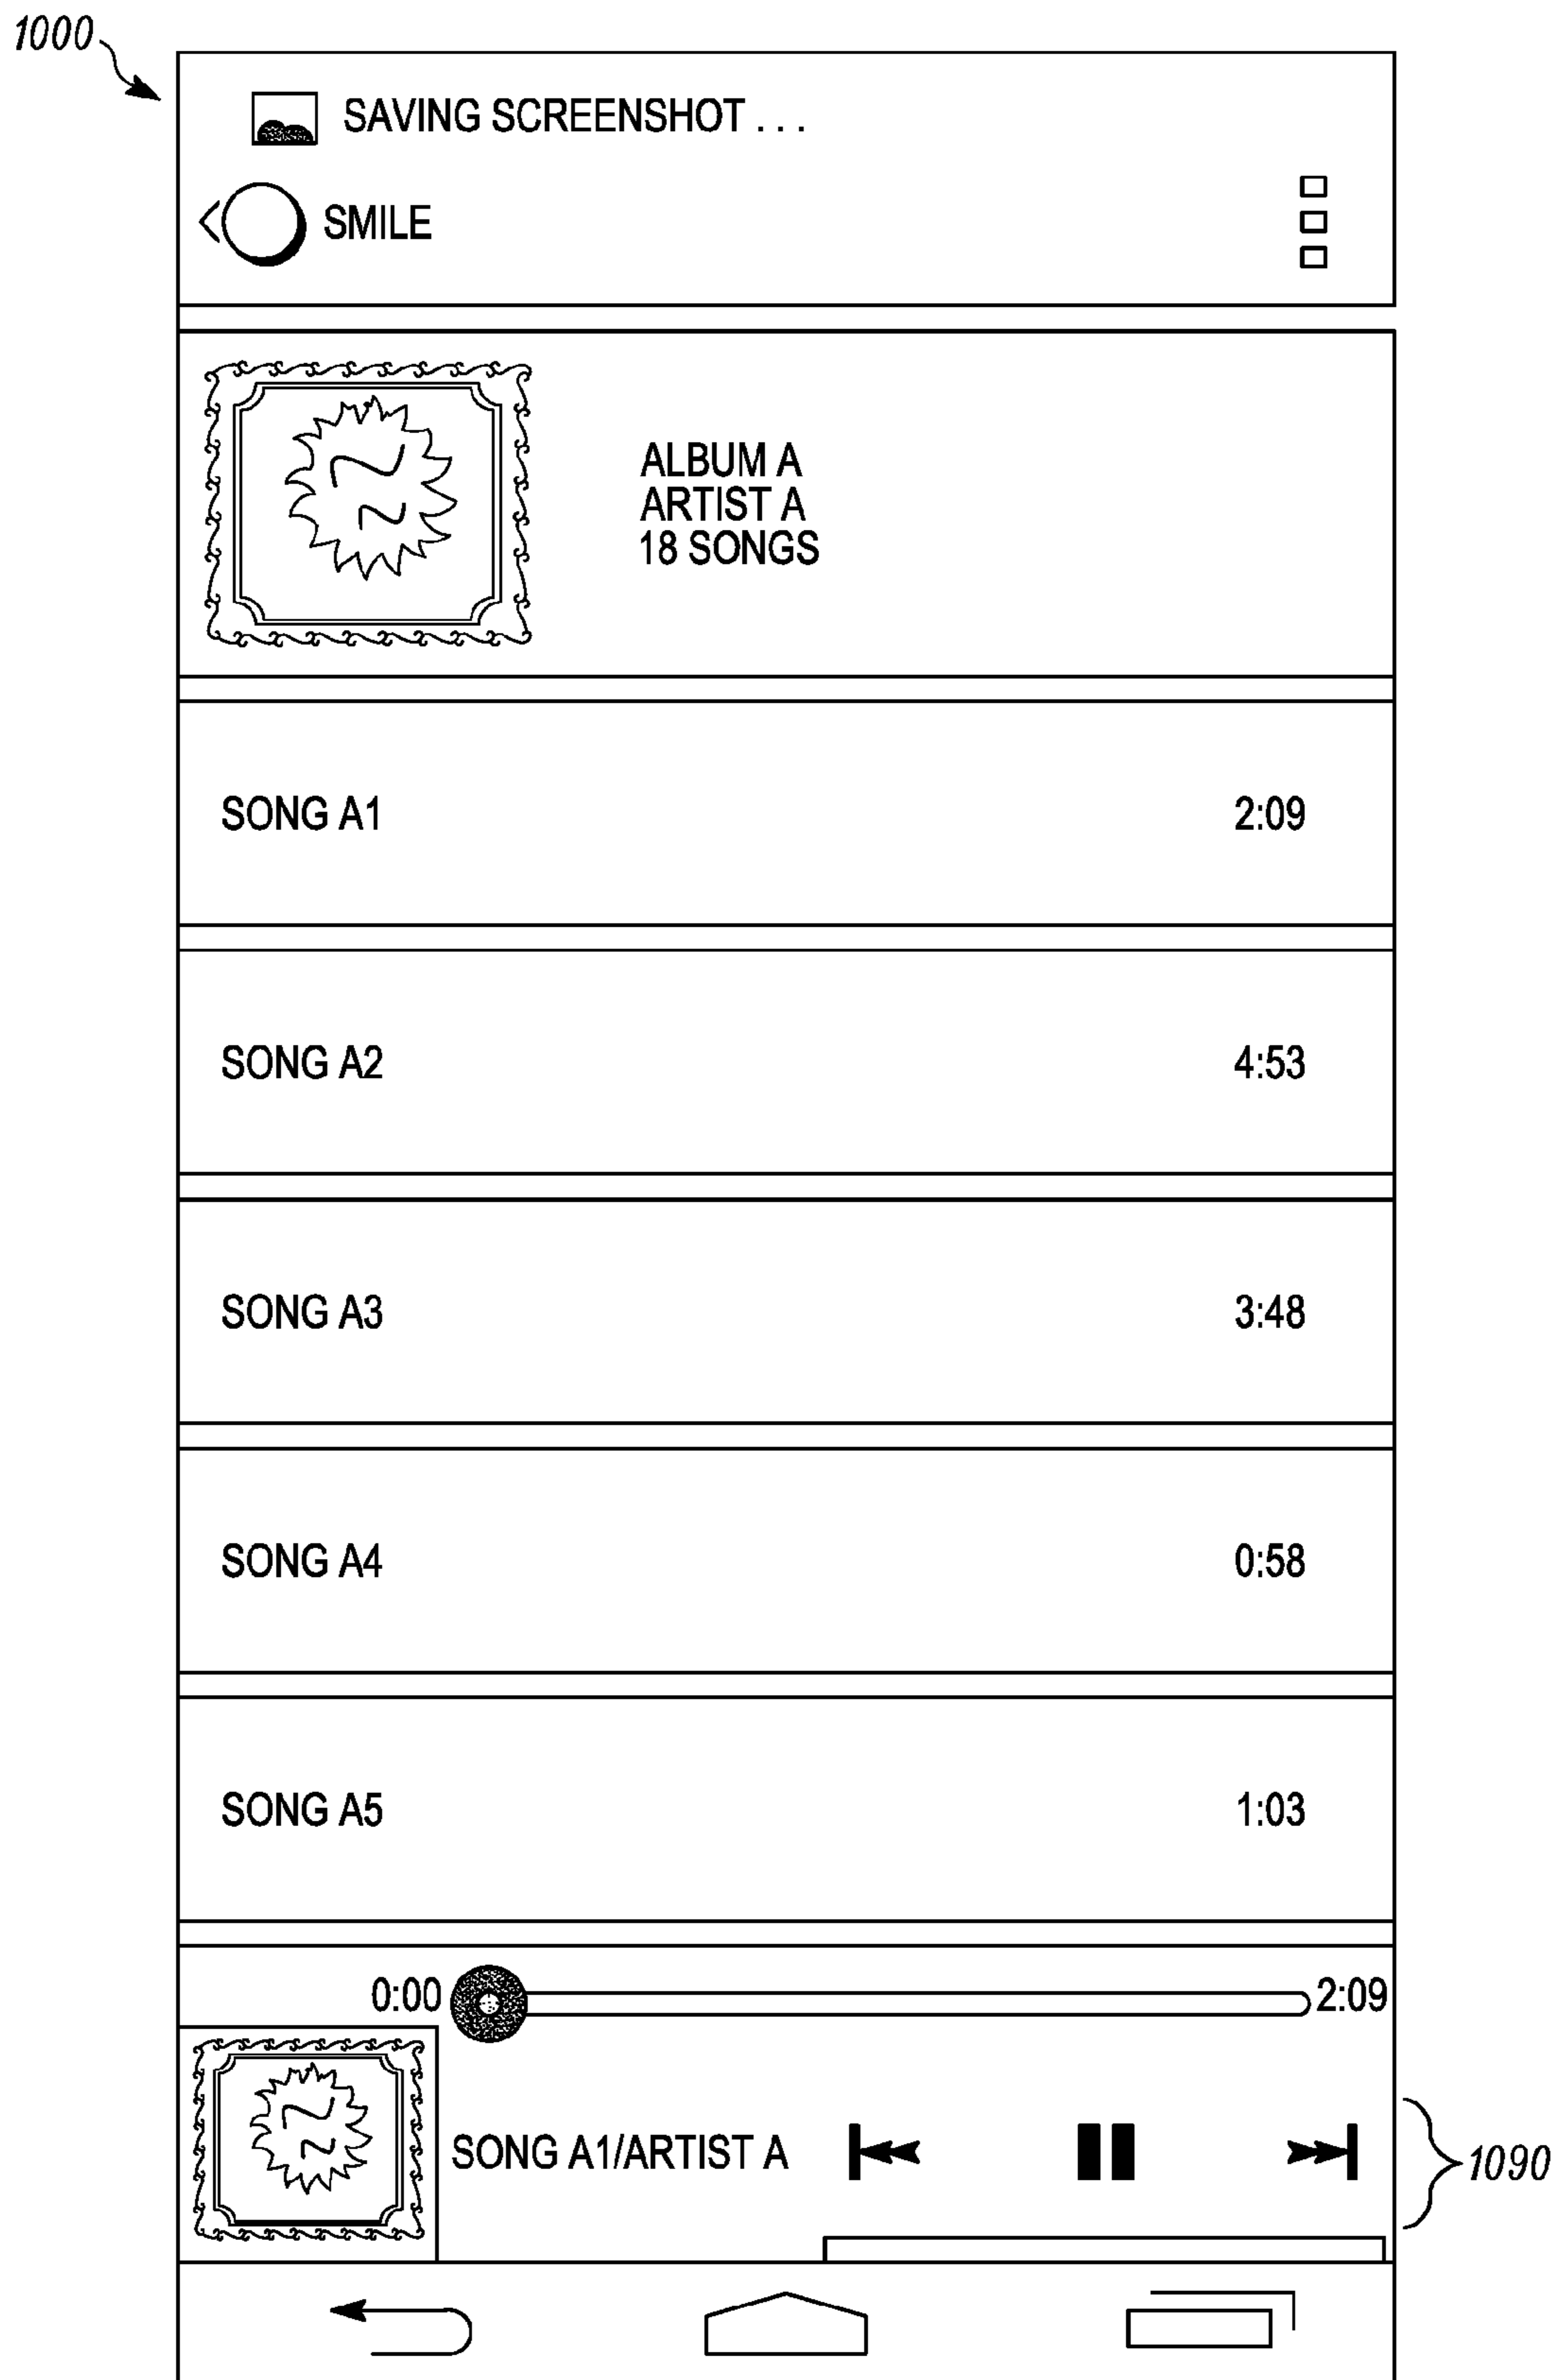 1000
SAVING SCREENSHOT . . .
SMILE
ALBUM A
ARTIST A
18 SONGS
SONG A1 2:09
SONG A2 4:53
SONG A3 3:48
SONG A4 0:58
SONG A5 1:03
0:00 2:09
SONG A1/ARTIST A
1090